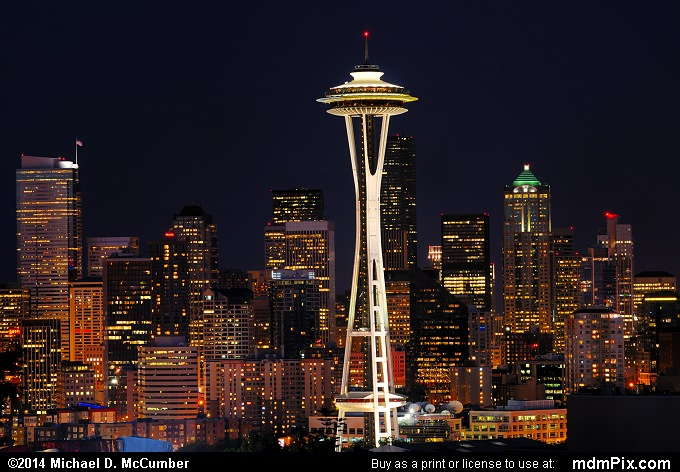 ©2014 Michael D. McCumber
Buy as a print or license to use at:
mdmPix.com